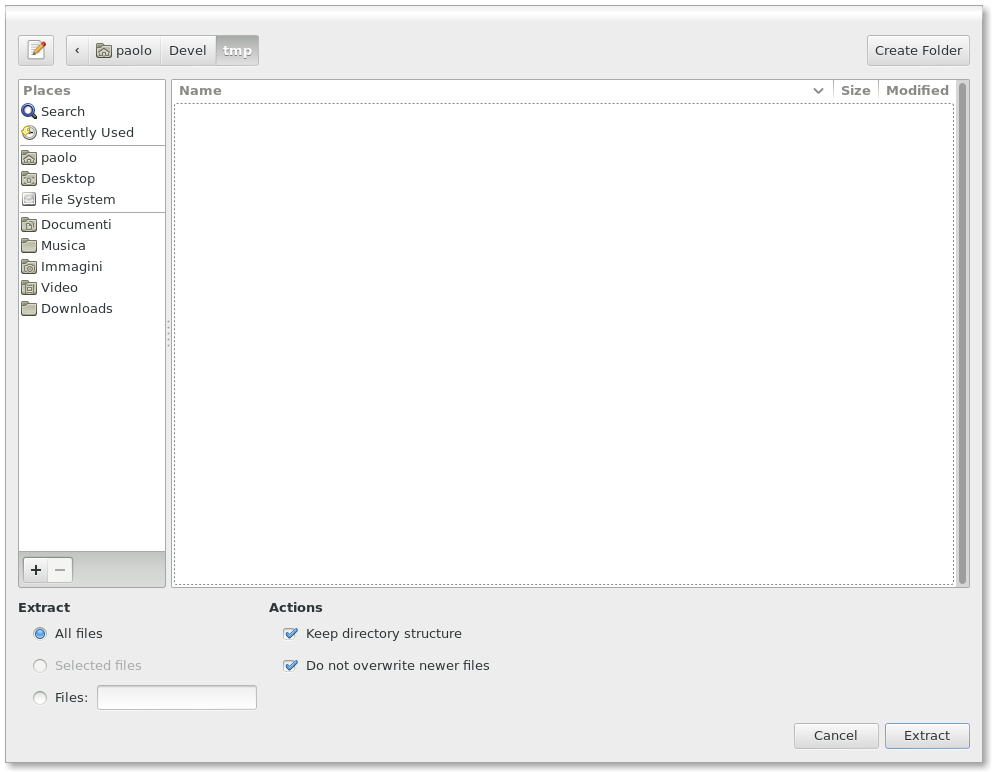 ‹ paolo Devel tmp Create Folder
Places
Search
Recently Used
paolo
Desktop
File System
Documenti
Musica
Immagini
Video
Downloads
Name Size Modified
+ −
Extract
All files
Selected files
Files:
Actions
Keep directory structure
Do not overwrite newer files
Cancel Extract